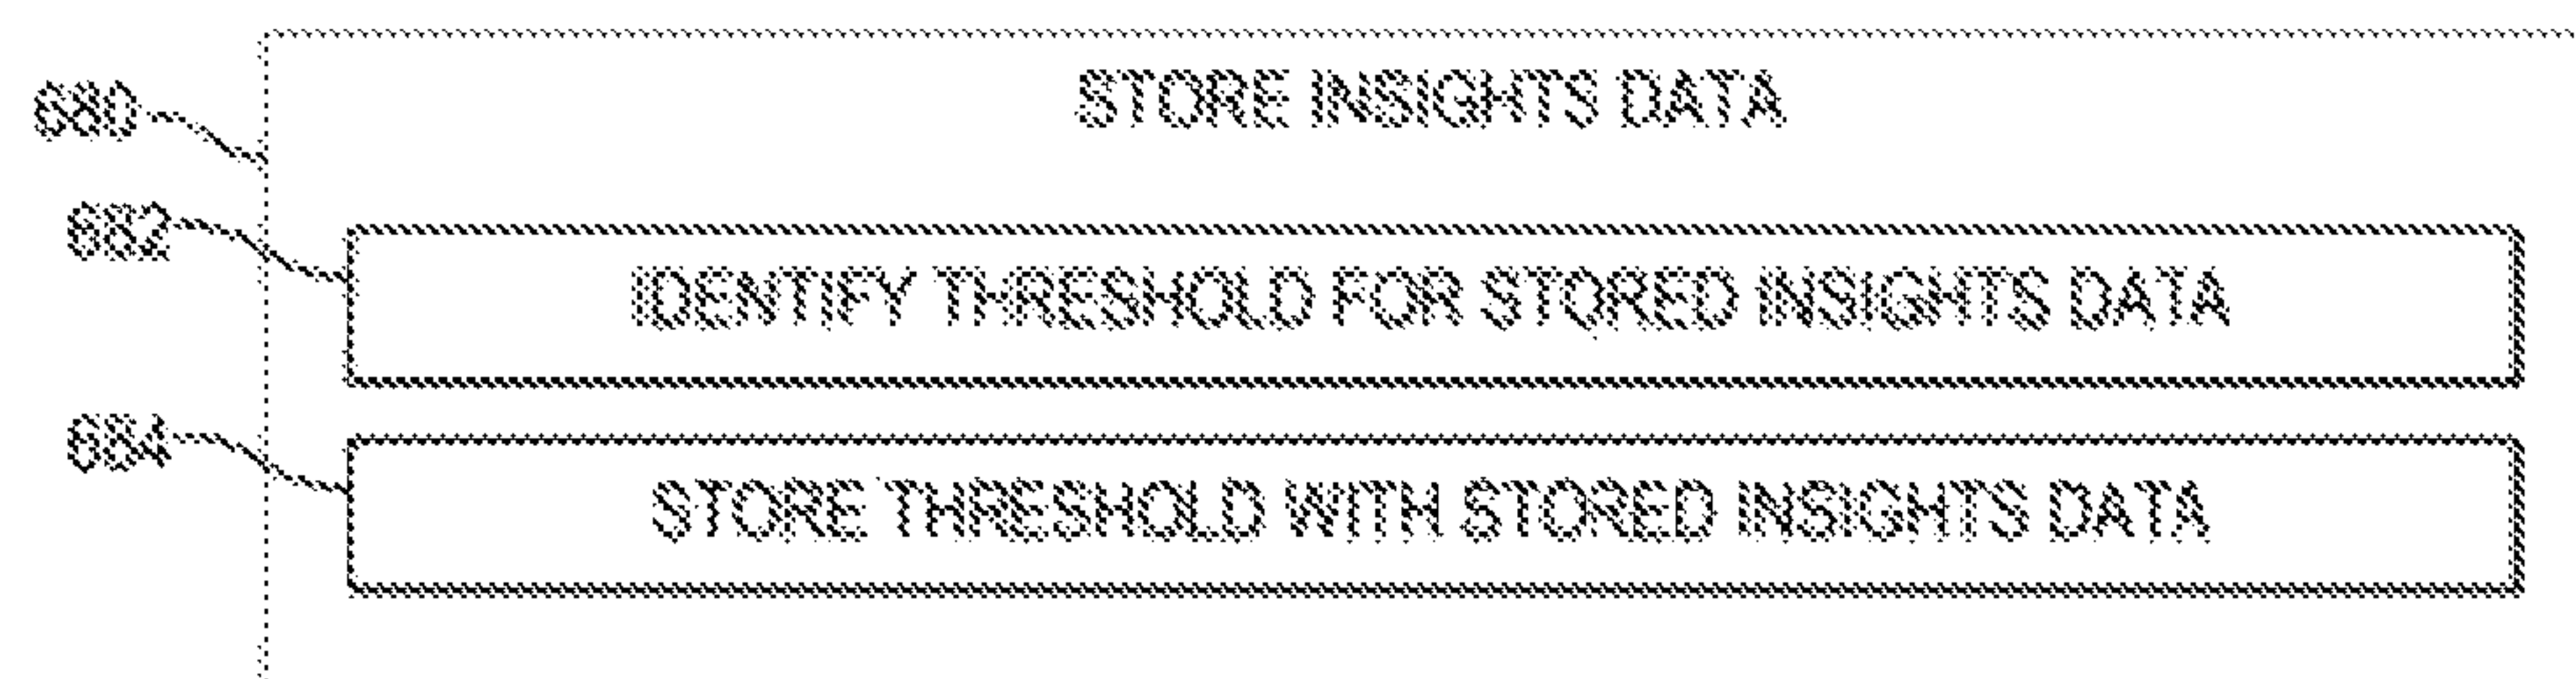 680
STORE INSIGHTS DATA
682
IDENTIFY THRESHOLD FOR STORED INSIGHTS DATA
684
STORE THRESHOLD WITH STORED INSIGHTS DATA